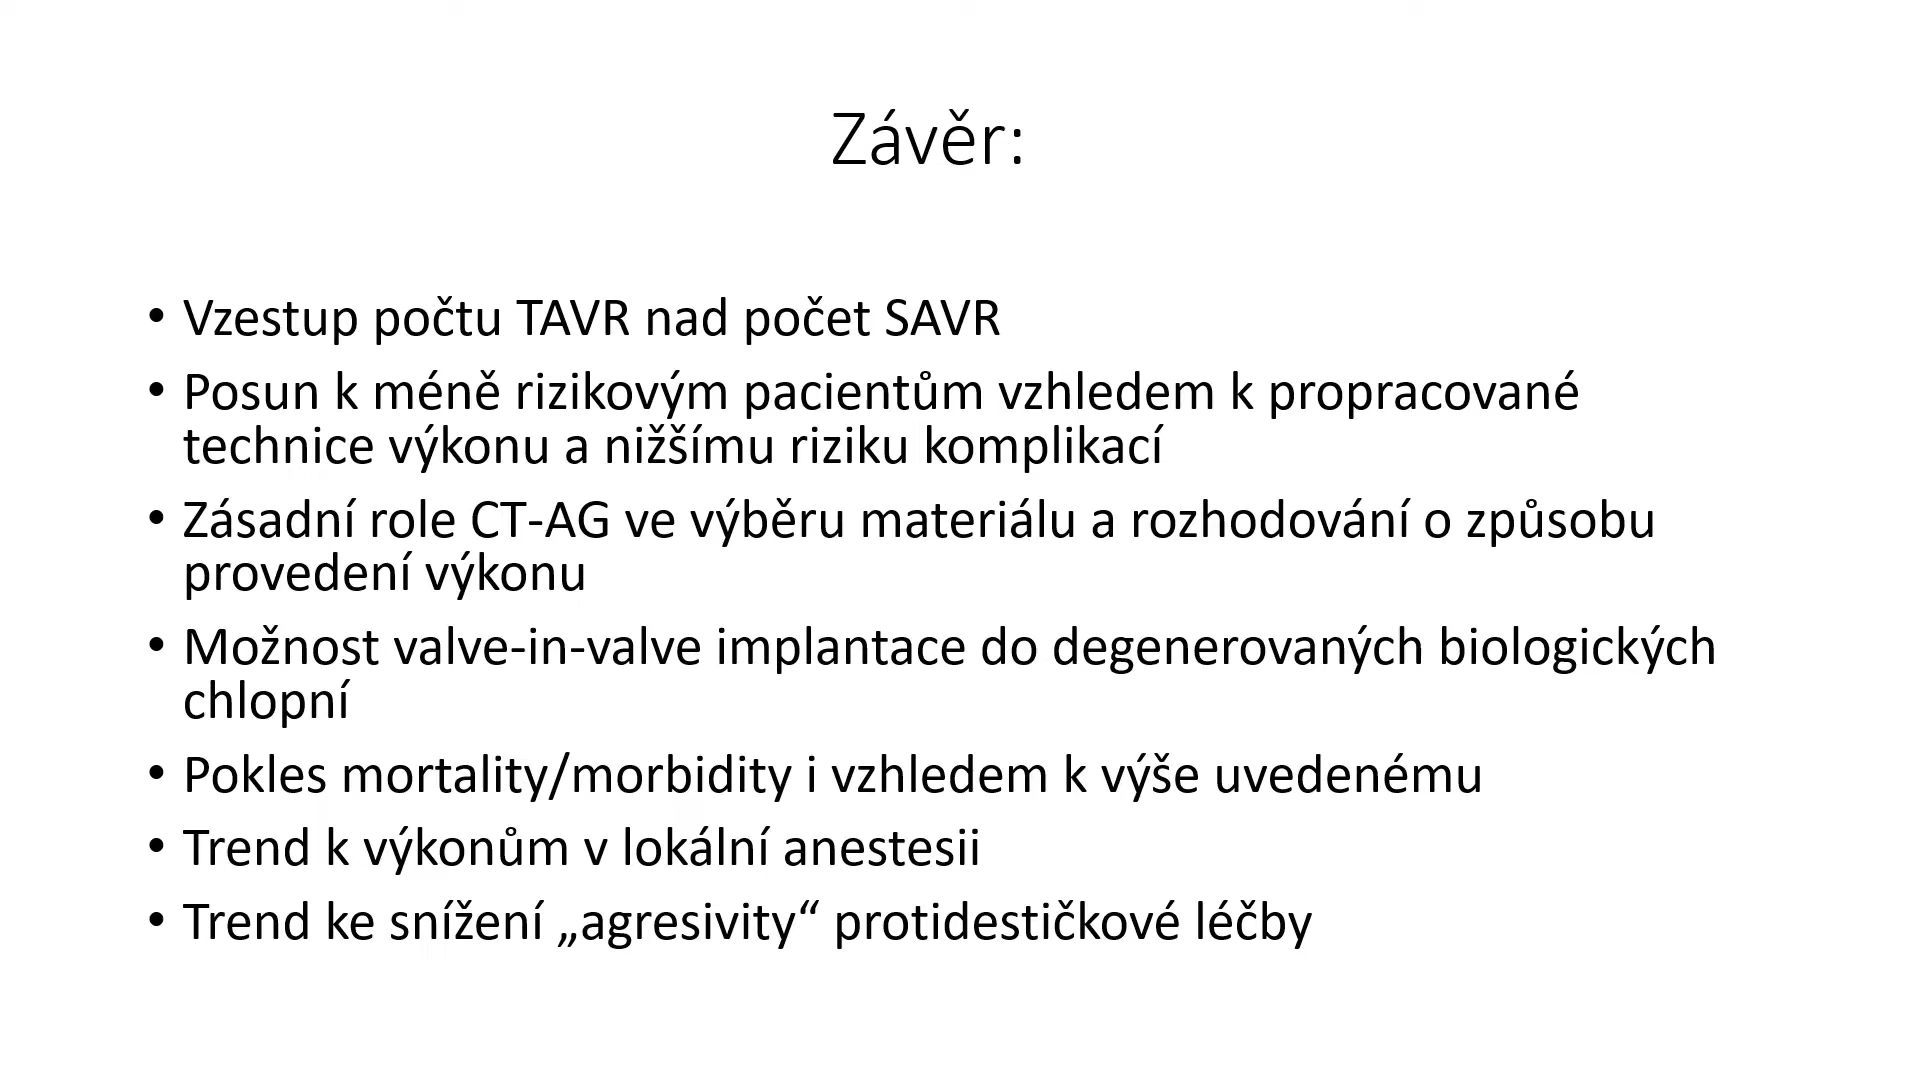 Závěr:
• Vzestup počtu TAVR nad počet SAVR
• Posun k méně rizikovým pacientům vzhledem k propracované
technice výkonu a nižšímu riziku komplikací
• Zásadní role CT-AG ve výběru materiálu a rozhodování o způsobu
provedení výkonu
• Možnost valve-in-valve implantace do degenerovaných biologických
chlopní
• Pokles mortality/morbidity i vzhledem k výše uvedenému
• Trend k výkonům v lokální anestesii
• Trend ke snížení „agresivity“ protidestičkové léčby